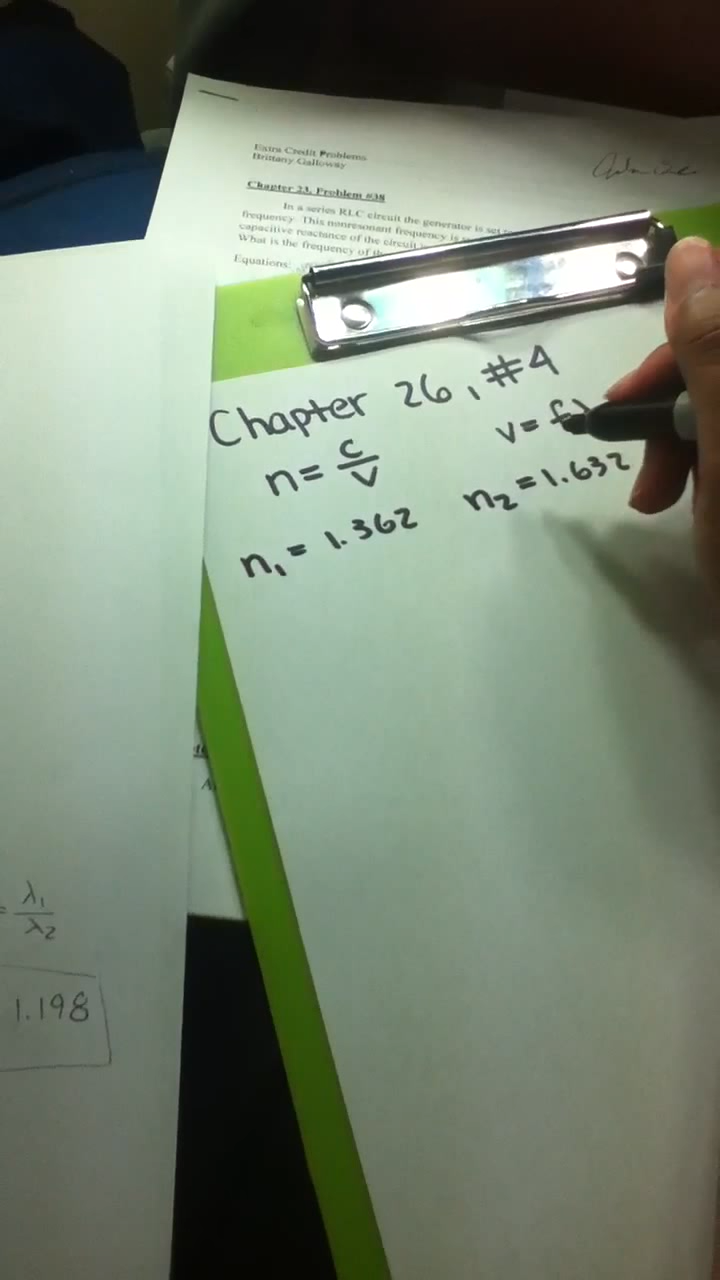 Extra Credit Problems
Brittany Galloway
Chapter 23, Problem #38
In a series RLC circuit the generator is set
frequency. This nonresonant frequency is
capacitive reactance of the circuit
What is the frequency of
Equations:
Chapter 26, #4
n = c/v
v = fλ
n₁ = 1.362
n₂ = 1.632
= λ₁/λ₂
1.198